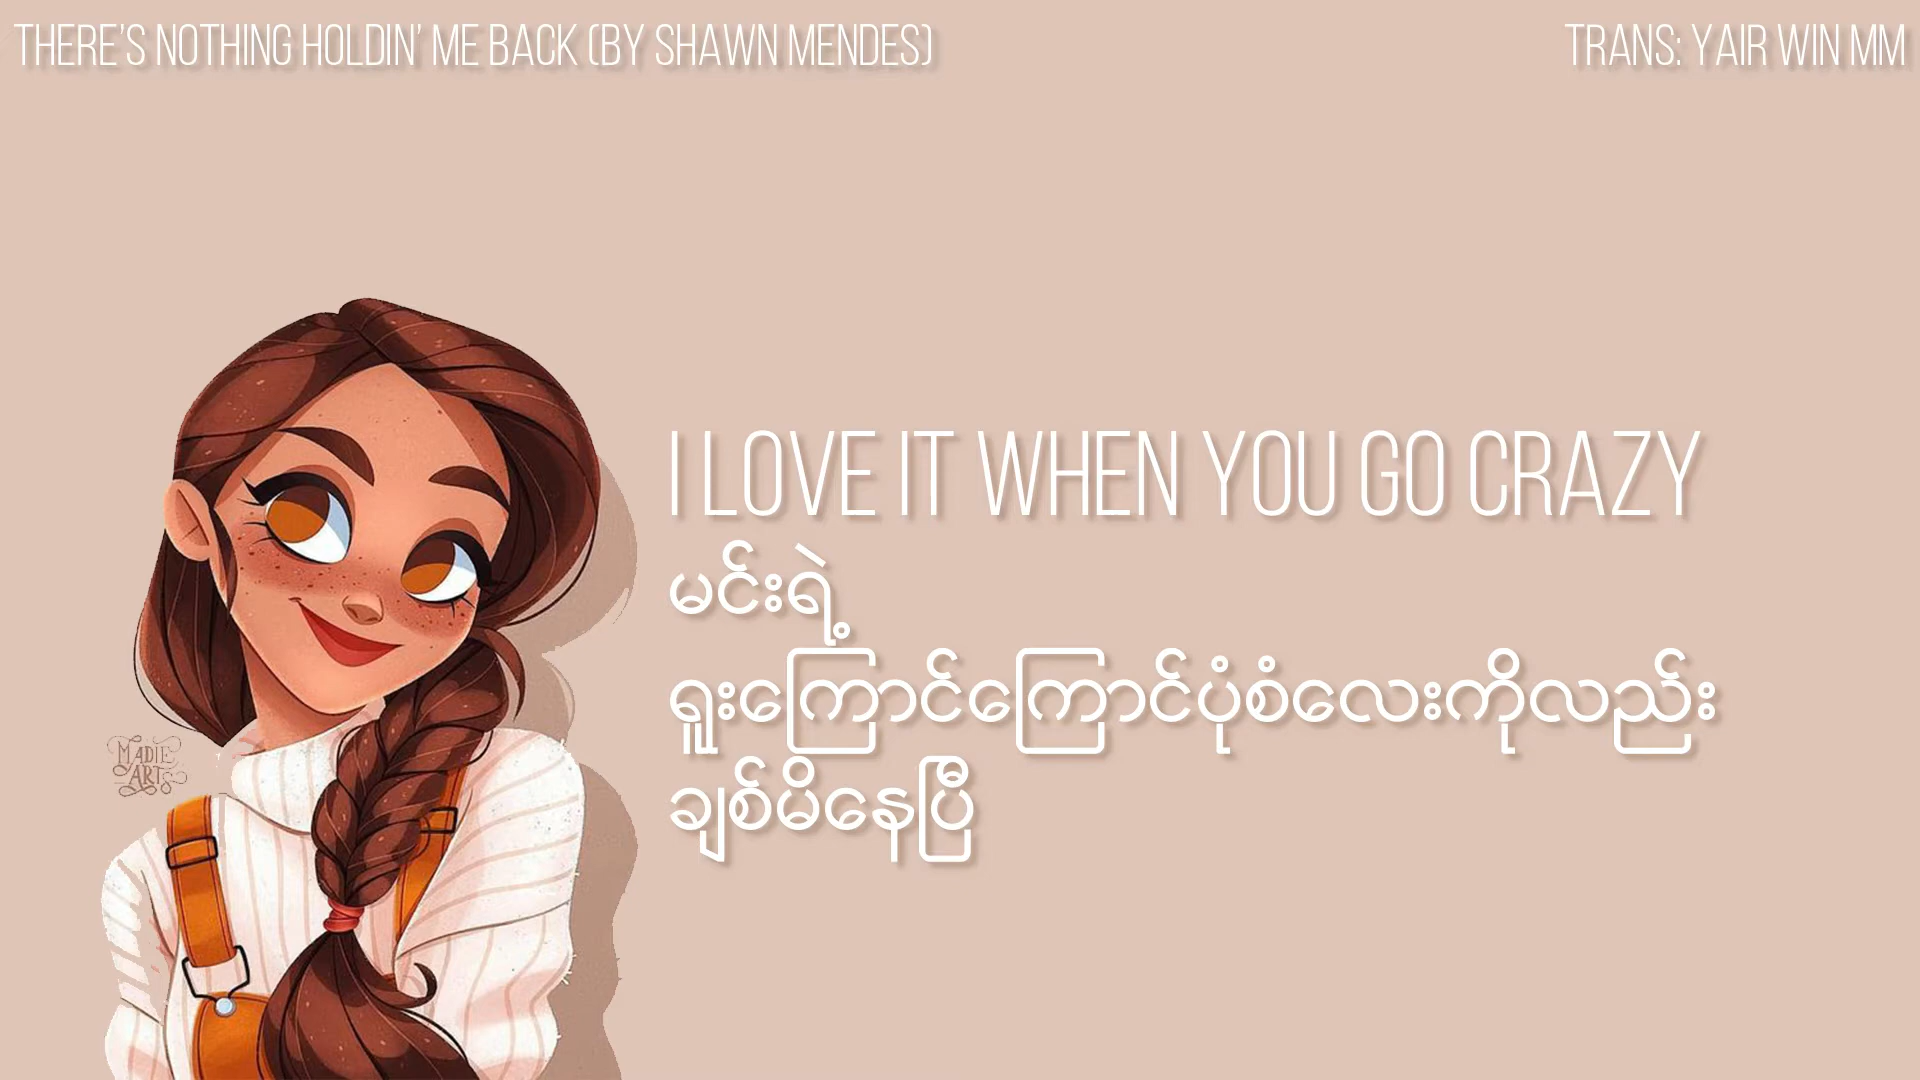 THERE'S NOTHING HOLDIN' ME BACK (BY SHAWN MENDES)
TRANS: YAIR WIN MM
I LOVE IT WHEN YOU GO CRAZY
မင်းရဲ့
ရူးကြောင်ကြောင်ပုံစံလေးကိုလည်း
ချစ်မိနေပြီ
MADIE
ARTS